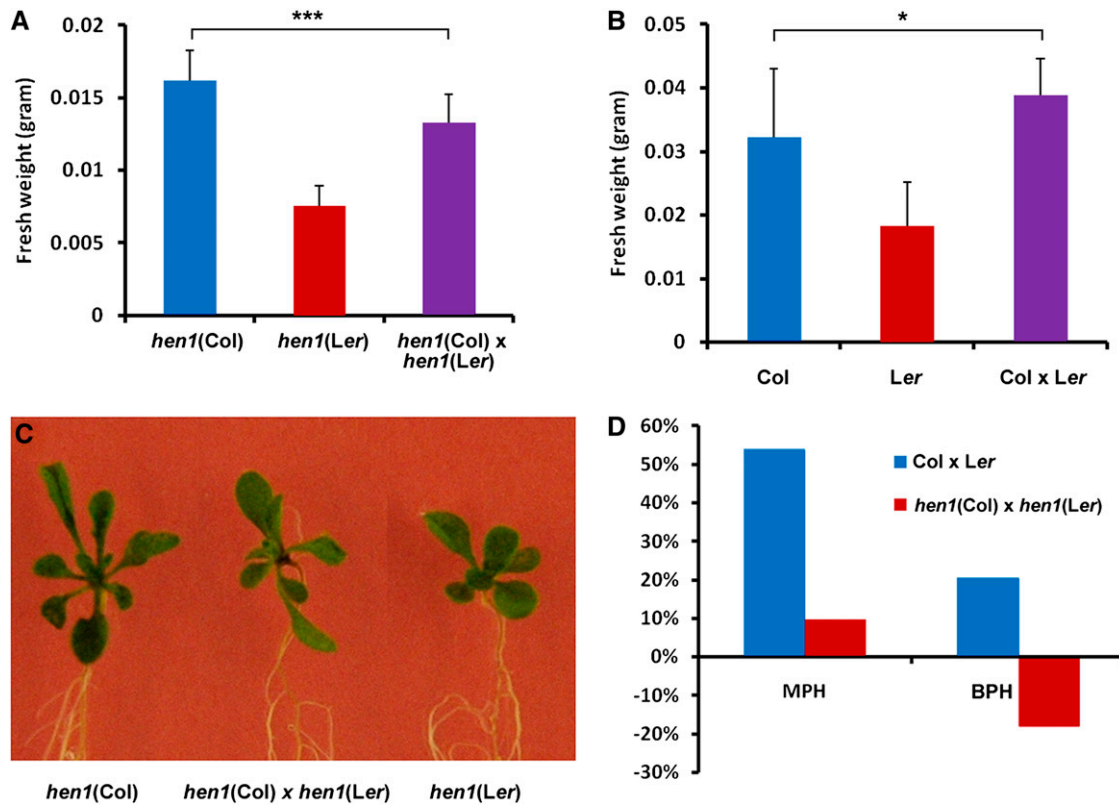 A
***
Fresh weight (gram)
0.02
0.015
0.01
0.005
0
hen1(Col)
hen1(Ler)
hen1(Col) x
hen1(Ler)
B
*
Fresh weight (gram)
0.05
0.04
0.03
0.02
0.01
0
Col
Ler
Col x Ler
C
hen1(Col)
hen1(Col) x hen1(Ler)
hen1(Ler)
D
60%
50%
40%
30%
20%
10%
0%
-10%
-20%
-30%
Col x Ler
hen1(Col) x hen1(Ler)
MPH
BPH